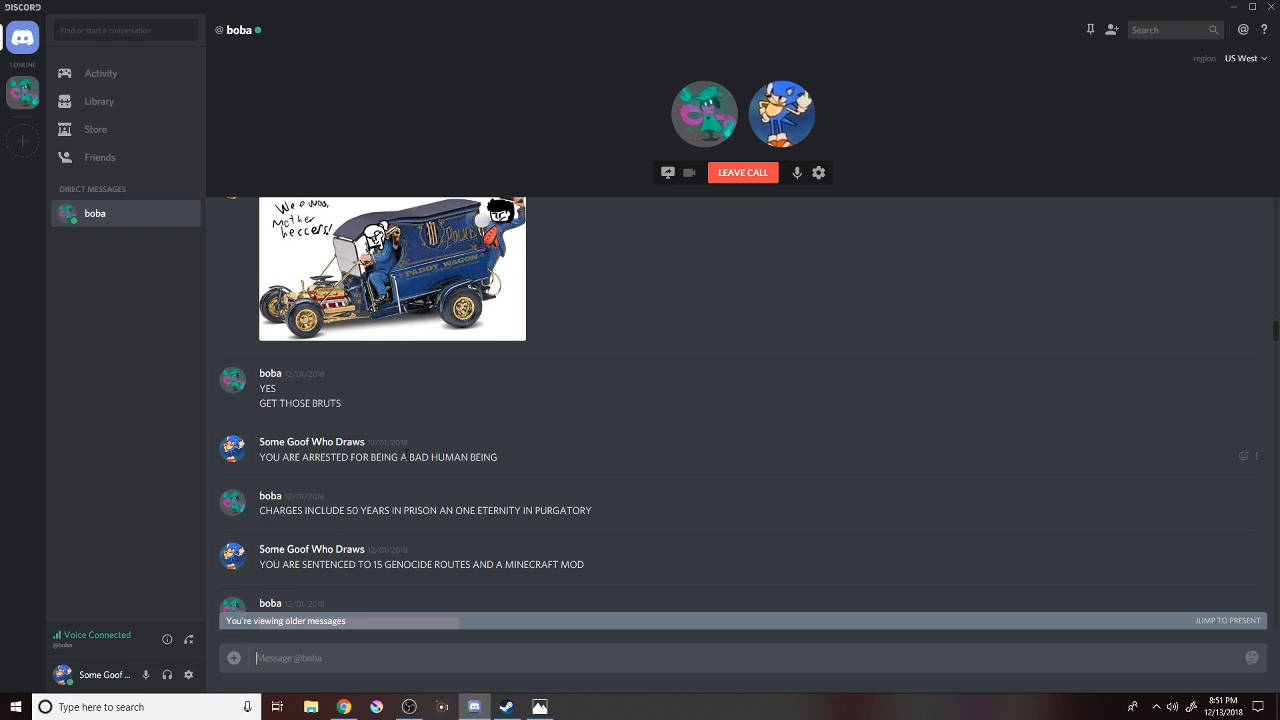 DISCORD
Find or start a conversation
@ boba
Search
@
?
region US West
1 ONLINE
Activity
Library
Store
Friends
DIRECT MESSAGES
boba
LEAVE CALL
Wee woo,
Mother
heccers!
POLICE
PADDY WAGON
boba 12/01/2018
YES
GET THOSE BRUTS
Some Goof Who Draws 12/01/2018
YOU ARE ARRESTED FOR BEING A BAD HUMAN BEING
boba 12/01/2018
CHARGES INCLUDE 50 YEARS IN PRISON AN ONE ETERNITY IN PURGATORY
Some Goof Who Draws 12/01/2018
YOU ARE SENTENCED TO 15 GENOCIDE ROUTES AND A MINECRAFT MOD
boba 12/01/2018
You're viewing older messages
JUMP TO PRESENT
Message @boba
Voice Connected
@boba
Some Goof ...
Type here to search
8:51 PM
12/13/2018